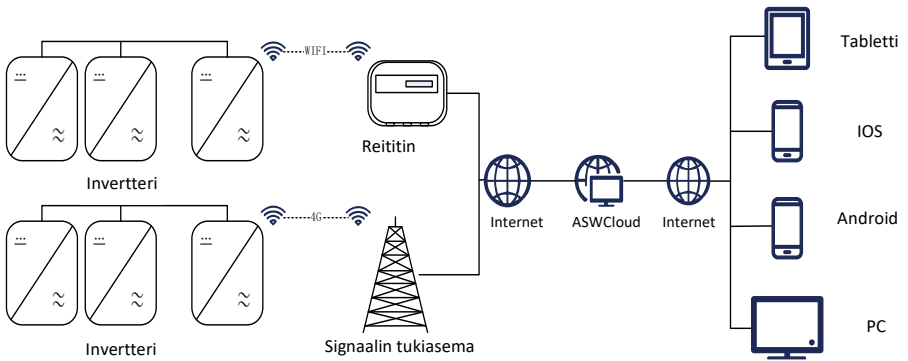 WIFI
Tabletti
Reititin
IOS
Invertteri
Internet
ASWCloud
Internet
4G
Android
Invertteri
Signaalin tukiasema
PC